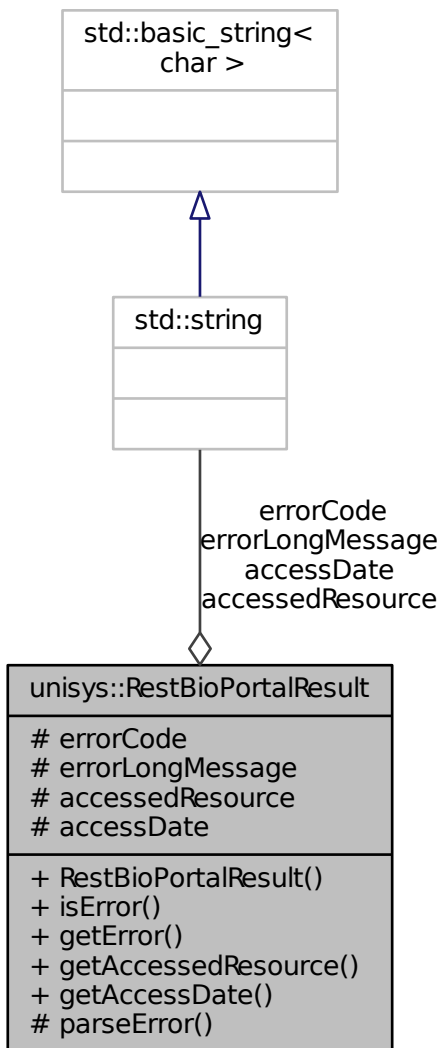 std::basic_string<
char >
std::string
errorCode
errorLongMessage
accessDate
accessedResource
unisys::RestBioPortalResult
# errorCode
# errorLongMessage
# accessedResource
# accessDate
+ RestBioPortalResult()
+ isError()
+ getError()
+ getAccessedResource()
+ getAccessDate()
# parseError()